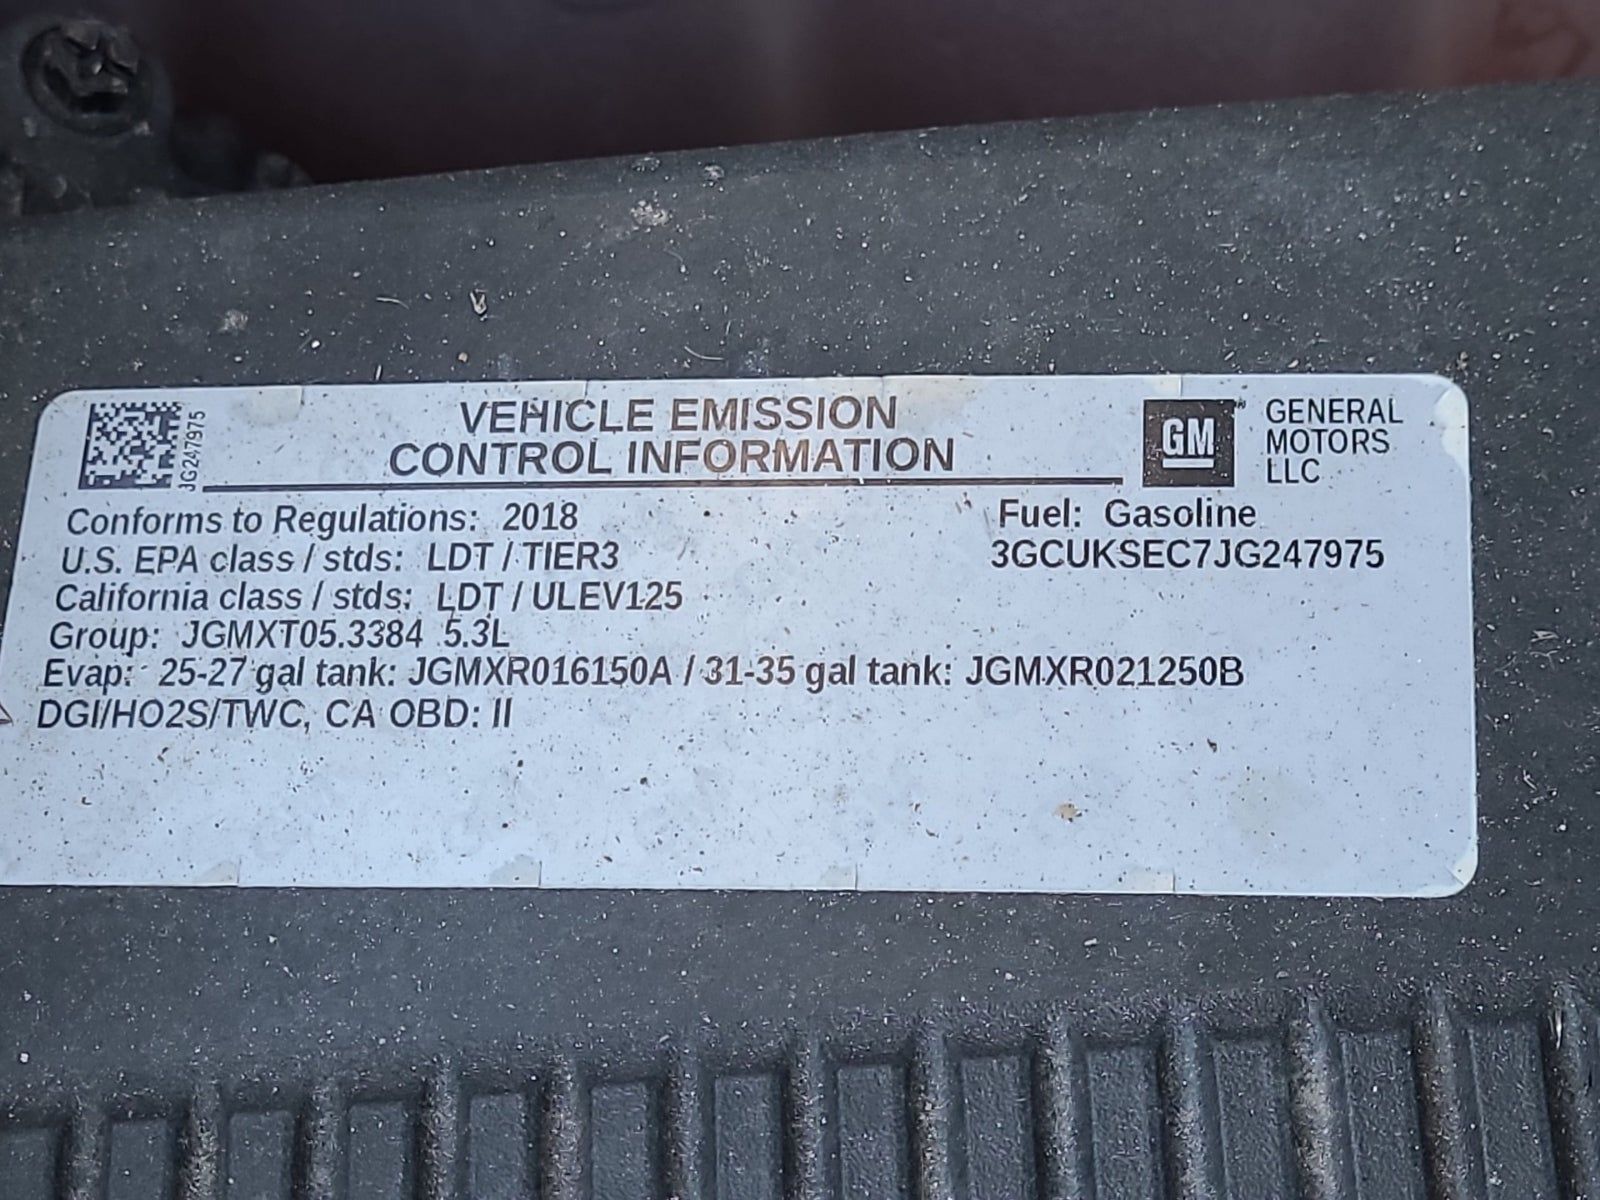 JG247975
VEHICLE EMISSION
CONTROL INFORMATION
GM
GENERAL
MOTORS
LLC
Conforms to Regulations: 2018
Fuel: Gasoline
U.S. EPA class / stds: LDT / TIER3
3GCUKSEC7JG247975
California class / stds: LDT / ULEV125
Group: JGMXT05.3384 5.3L
Evap: 25-27 gal tank: JGMXR016150A / 31-35 gal tank: JGMXR021250B
DGI/HO2S/TWC, CA OBD: II